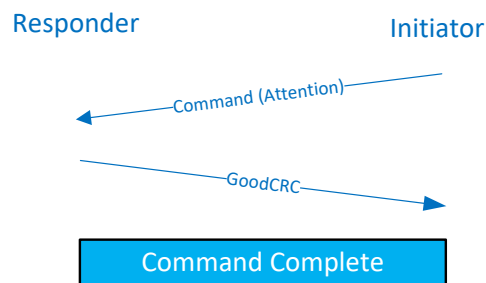 Responder
Initiator
Command (Attention)
GoodCRC
Command Complete